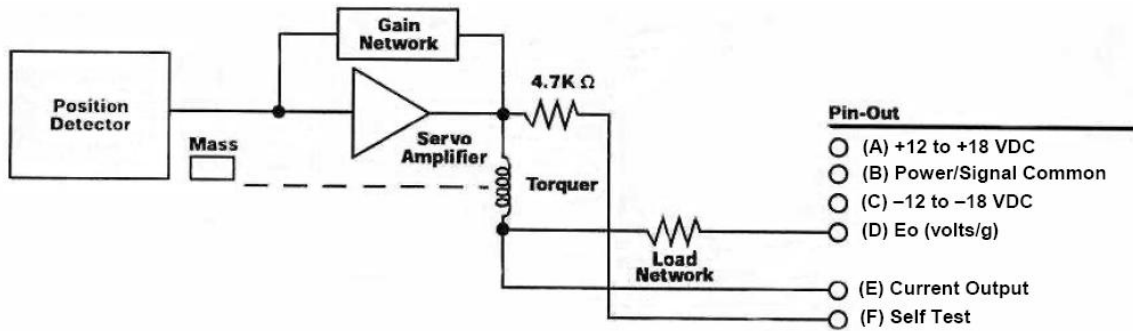 Gain
Network
4.7K Ω
Position
Detector
Servo
Amplifier
Mass
Torquer
Load
Network
Pin-Out
(A) +12 to +18 VDC
(B) Power/Signal Common
(C) –12 to –18 VDC
(D) Eo (volts/g)
(E) Current Output
(F) Self Test